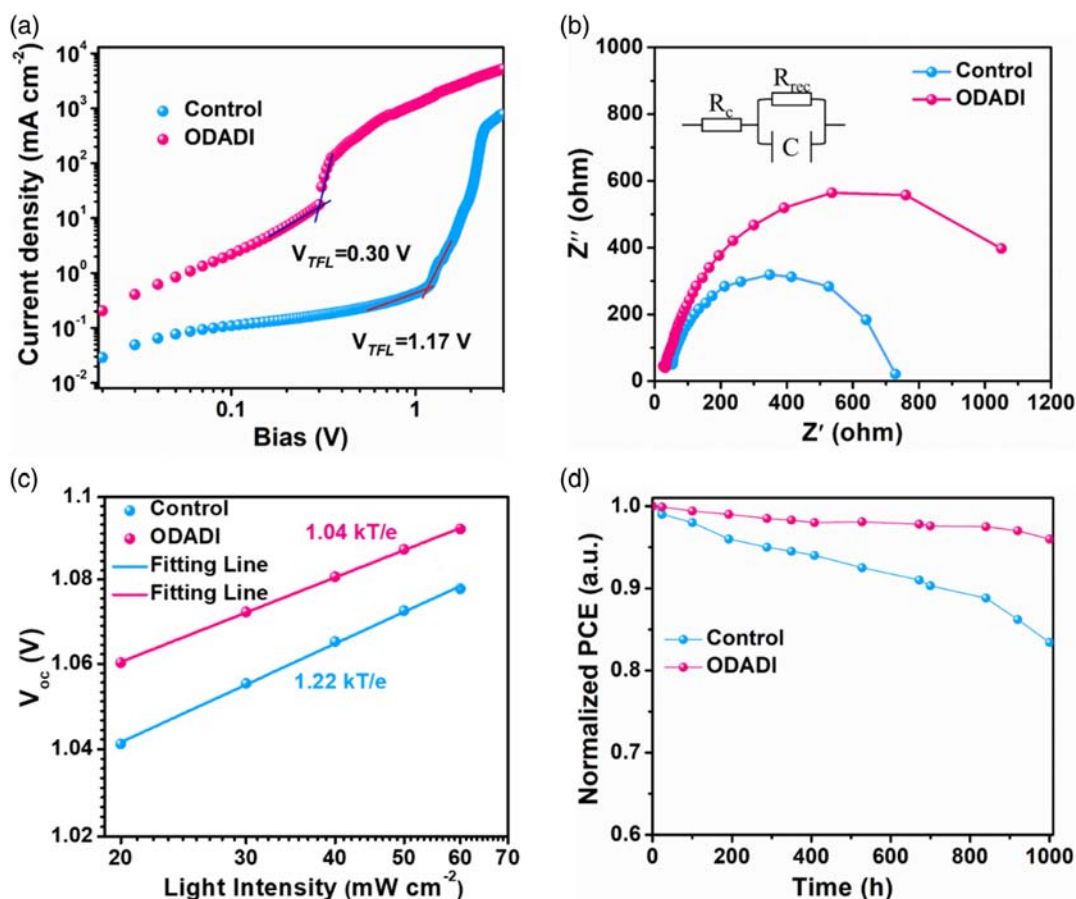 (a)
Current density (mA cm⁻²)
10⁴
10³
10²
10¹
10⁰
10⁻¹
10⁻²
Control
ODADI
V_TFL=0.30 V
V_TFL=1.17 V
0.1
1
Bias (V)
(b)
Z″ (ohm)
1000
800
600
400
200
0
R_c
R_rec
C
Control
ODADI
0
200
400
600
800
1000
1200
Z′ (ohm)
(c)
V_oc (V)
1.1
1.08
1.06
1.04
1.02
Control
ODADI
Fitting Line
Fitting Line
1.04 kT/e
1.22 kT/e
20
30
40
50
60
70
Light Intensity (mW cm⁻²)
(d)
Normalized PCE (a.u.)
1.0
0.9
0.8
0.7
0.6
Control
ODADI
0
200
400
600
800
1000
Time (h)